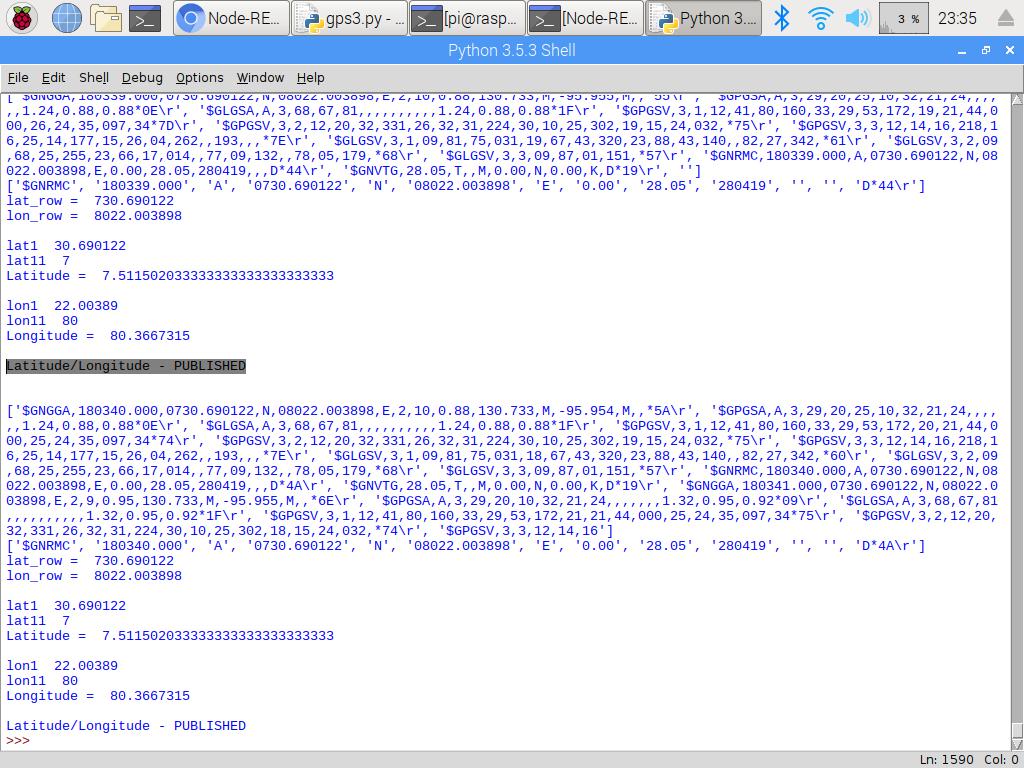 Node-RE...
gps3.py - ...
[pi@rasp...
[Node-RE...
Python 3....
3 %
23:35
Python 3.5.3 Shell
File Edit Shell Debug Options Window Help
['$GNGGA,180339.000,0730.690122,N,08022.003898,E,2,10,0.88,130.733,M,-95.955,M,,*55\r', '$GPGSA,A,3,29,20,25,10,32,21,24,,,,
,,1.24,0.88,0.88*0E\r', '$GLGSA,A,3,68,67,81,,,,,,,,,,1.24,0.88,0.88*1F\r', '$GPGSV,3,1,12,41,80,160,33,29,53,172,19,21,44,0
00,26,24,35,097,34*7D\r', '$GPGSV,3,2,12,20,32,331,26,32,31,224,30,10,25,302,19,15,24,032,*75\r', '$GPGSV,3,3,12,14,16,218,1
6,25,14,177,15,26,04,262,,193,,,*7E\r', '$GLGSV,3,1,09,81,75,031,19,67,43,320,23,88,43,140,,82,27,342,*61\r', '$GLGSV,3,2,09
,68,25,255,23,66,17,014,,77,09,132,,78,05,179,*68\r', '$GLGSV,3,3,09,87,01,151,*57\r', '$GNRMC,180339.000,A,0730.690122,N,08
022.003898,E,0.00,28.05,280419,,,D*44\r', '$GNVTG,28.05,T,,M,0.00,N,0.00,K,D*19\r', '']
['$GNRMC', '180339.000', 'A', '0730.690122', 'N', '08022.003898', 'E', '0.00', '28.05', '280419', '', '', 'D*44\r']
lat_row =  730.690122
lon_row =  8022.003898
lat1  30.690122
lat11  7
Latitude =  7.511502033333333333333333333
lon1  22.00389
lon11  80
Longitude =  80.3667315
Latitude/Longitude - PUBLISHED
['$GNGGA,180340.000,0730.690122,N,08022.003898,E,2,10,0.88,130.733,M,-95.954,M,,*5A\r', '$GPGSA,A,3,29,20,25,10,32,21,24,,,,
,,1.24,0.88,0.88*0E\r', '$GLGSA,A,3,68,67,81,,,,,,,,,,1.24,0.88,0.88*1F\r', '$GPGSV,3,1,12,41,80,160,33,29,53,172,20,21,44,0
00,25,24,35,097,34*74\r', '$GPGSV,3,2,12,20,32,331,26,32,31,224,30,10,25,302,19,15,24,032,*75\r', '$GPGSV,3,3,12,14,16,218,1
6,25,14,177,15,26,04,262,,193,,,*7E\r', '$GLGSV,3,1,09,81,75,031,18,67,43,320,23,88,43,140,,82,27,342,*60\r', '$GLGSV,3,2,09
,68,25,255,23,66,17,014,,77,09,132,,78,05,179,*68\r', '$GLGSV,3,3,09,87,01,151,*57\r', '$GNRMC,180340.000,A,0730.690122,N,08
022.003898,E,0.00,28.05,280419,,,D*4A\r', '$GNVTG,28.05,T,,M,0.00,N,0.00,K,D*19\r', '$GNGGA,180341.000,0730.690122,N,08022.0
03898,E,2,9,0.95,130.733,M,-95.955,M,,*6E\r', '$GPGSA,A,3,29,20,10,32,21,24,,,,,,,1.32,0.95,0.92*09\r', '$GLGSA,A,3,68,67,81
,,,,,,,,,,1.32,0.95,0.92*1F\r', '$GPGSV,3,1,12,41,80,160,33,29,53,172,21,21,44,000,25,24,35,097,34*75\r', '$GPGSV,3,2,12,20,
32,331,26,32,31,224,30,10,25,302,18,15,24,032,*74\r', '$GPGSV,3,3,12,14,16']
['$GNRMC', '180340.000', 'A', '0730.690122', 'N', '08022.003898', 'E', '0.00', '28.05', '280419', '', '', 'D*4A\r']
lat_row =  730.690122
lon_row =  8022.003898
lat1  30.690122
lat11  7
Latitude =  7.511502033333333333333333333
lon1  22.00389
lon11  80
Longitude =  80.3667315
Latitude/Longitude - PUBLISHED
>>>
Ln: 1590 Col: 0